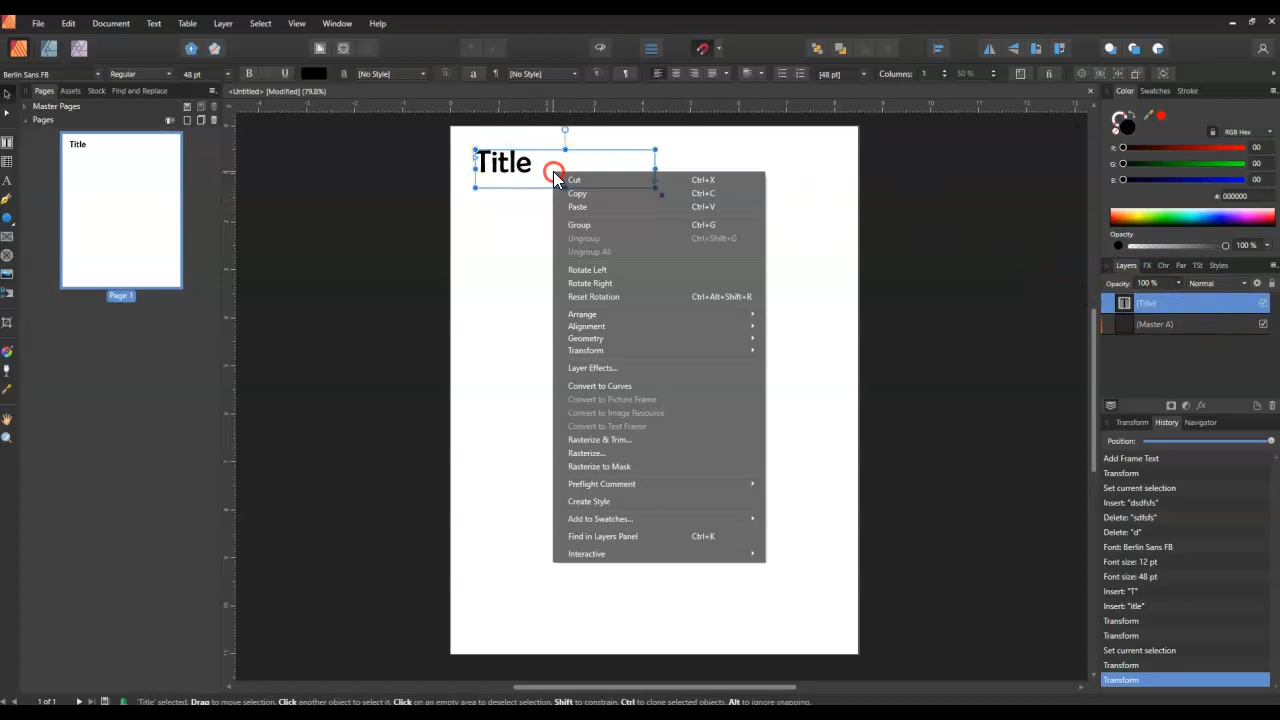 File Edit Document Text Table Layer Select View Window Help
Berlin Sans FB Regular 48 pt B I U a [No Style] a ¶ [No Style] ¶ [48 pt] Columns: 1 50 % fi
Pages Assets Stock Find and Replace
<Untitled> [Modified] (79.8%)
Color Swatches Stroke
Master Pages
Pages
Title
Page 1
Title
Cut Ctrl+X
Copy Ctrl+C
Paste Ctrl+V
Group Ctrl+G
Ungroup Ctrl+Shift+G
Ungroup All
Rotate Left
Rotate Right
Reset Rotation Ctrl+Alt+Shift+R
Arrange
Alignment
Geometry
Transform
Layer Effects...
Convert to Curves
Convert to Picture Frame
Convert to Image Resource
Convert to Text Frame
Rasterize & Trim...
Rasterize...
Rasterize to Mask
Preflight Comment
Create Style
Add to Swatches...
Find in Layers Panel Ctrl+K
Interactive
RGB Hex
R: 00
G: 00
B: 00
#: 000000
Opacity
100 %
Layers FX Chr Par TSt Styles
Opacity: 100 % Normal
(Title)
(Master A)
Transform History Navigator
Position:
Add Frame Text
Transform
Set current selection
Insert: "dsdfsfs"
Delete: "sdfsfs"
Delete: "d"
Font: Berlin Sans FB
Font size: 12 pt
Font size: 48 pt
Insert: "T"
Insert: "itle"
Transform
Transform
Set current selection
Transform
Transform
1 of 1 'Title' selected. Drag to move selection. Click another object to select it. Click on an empty area to deselect selection. Shift to constrain. Ctrl to clone selected objects. Alt to ignore snapping.